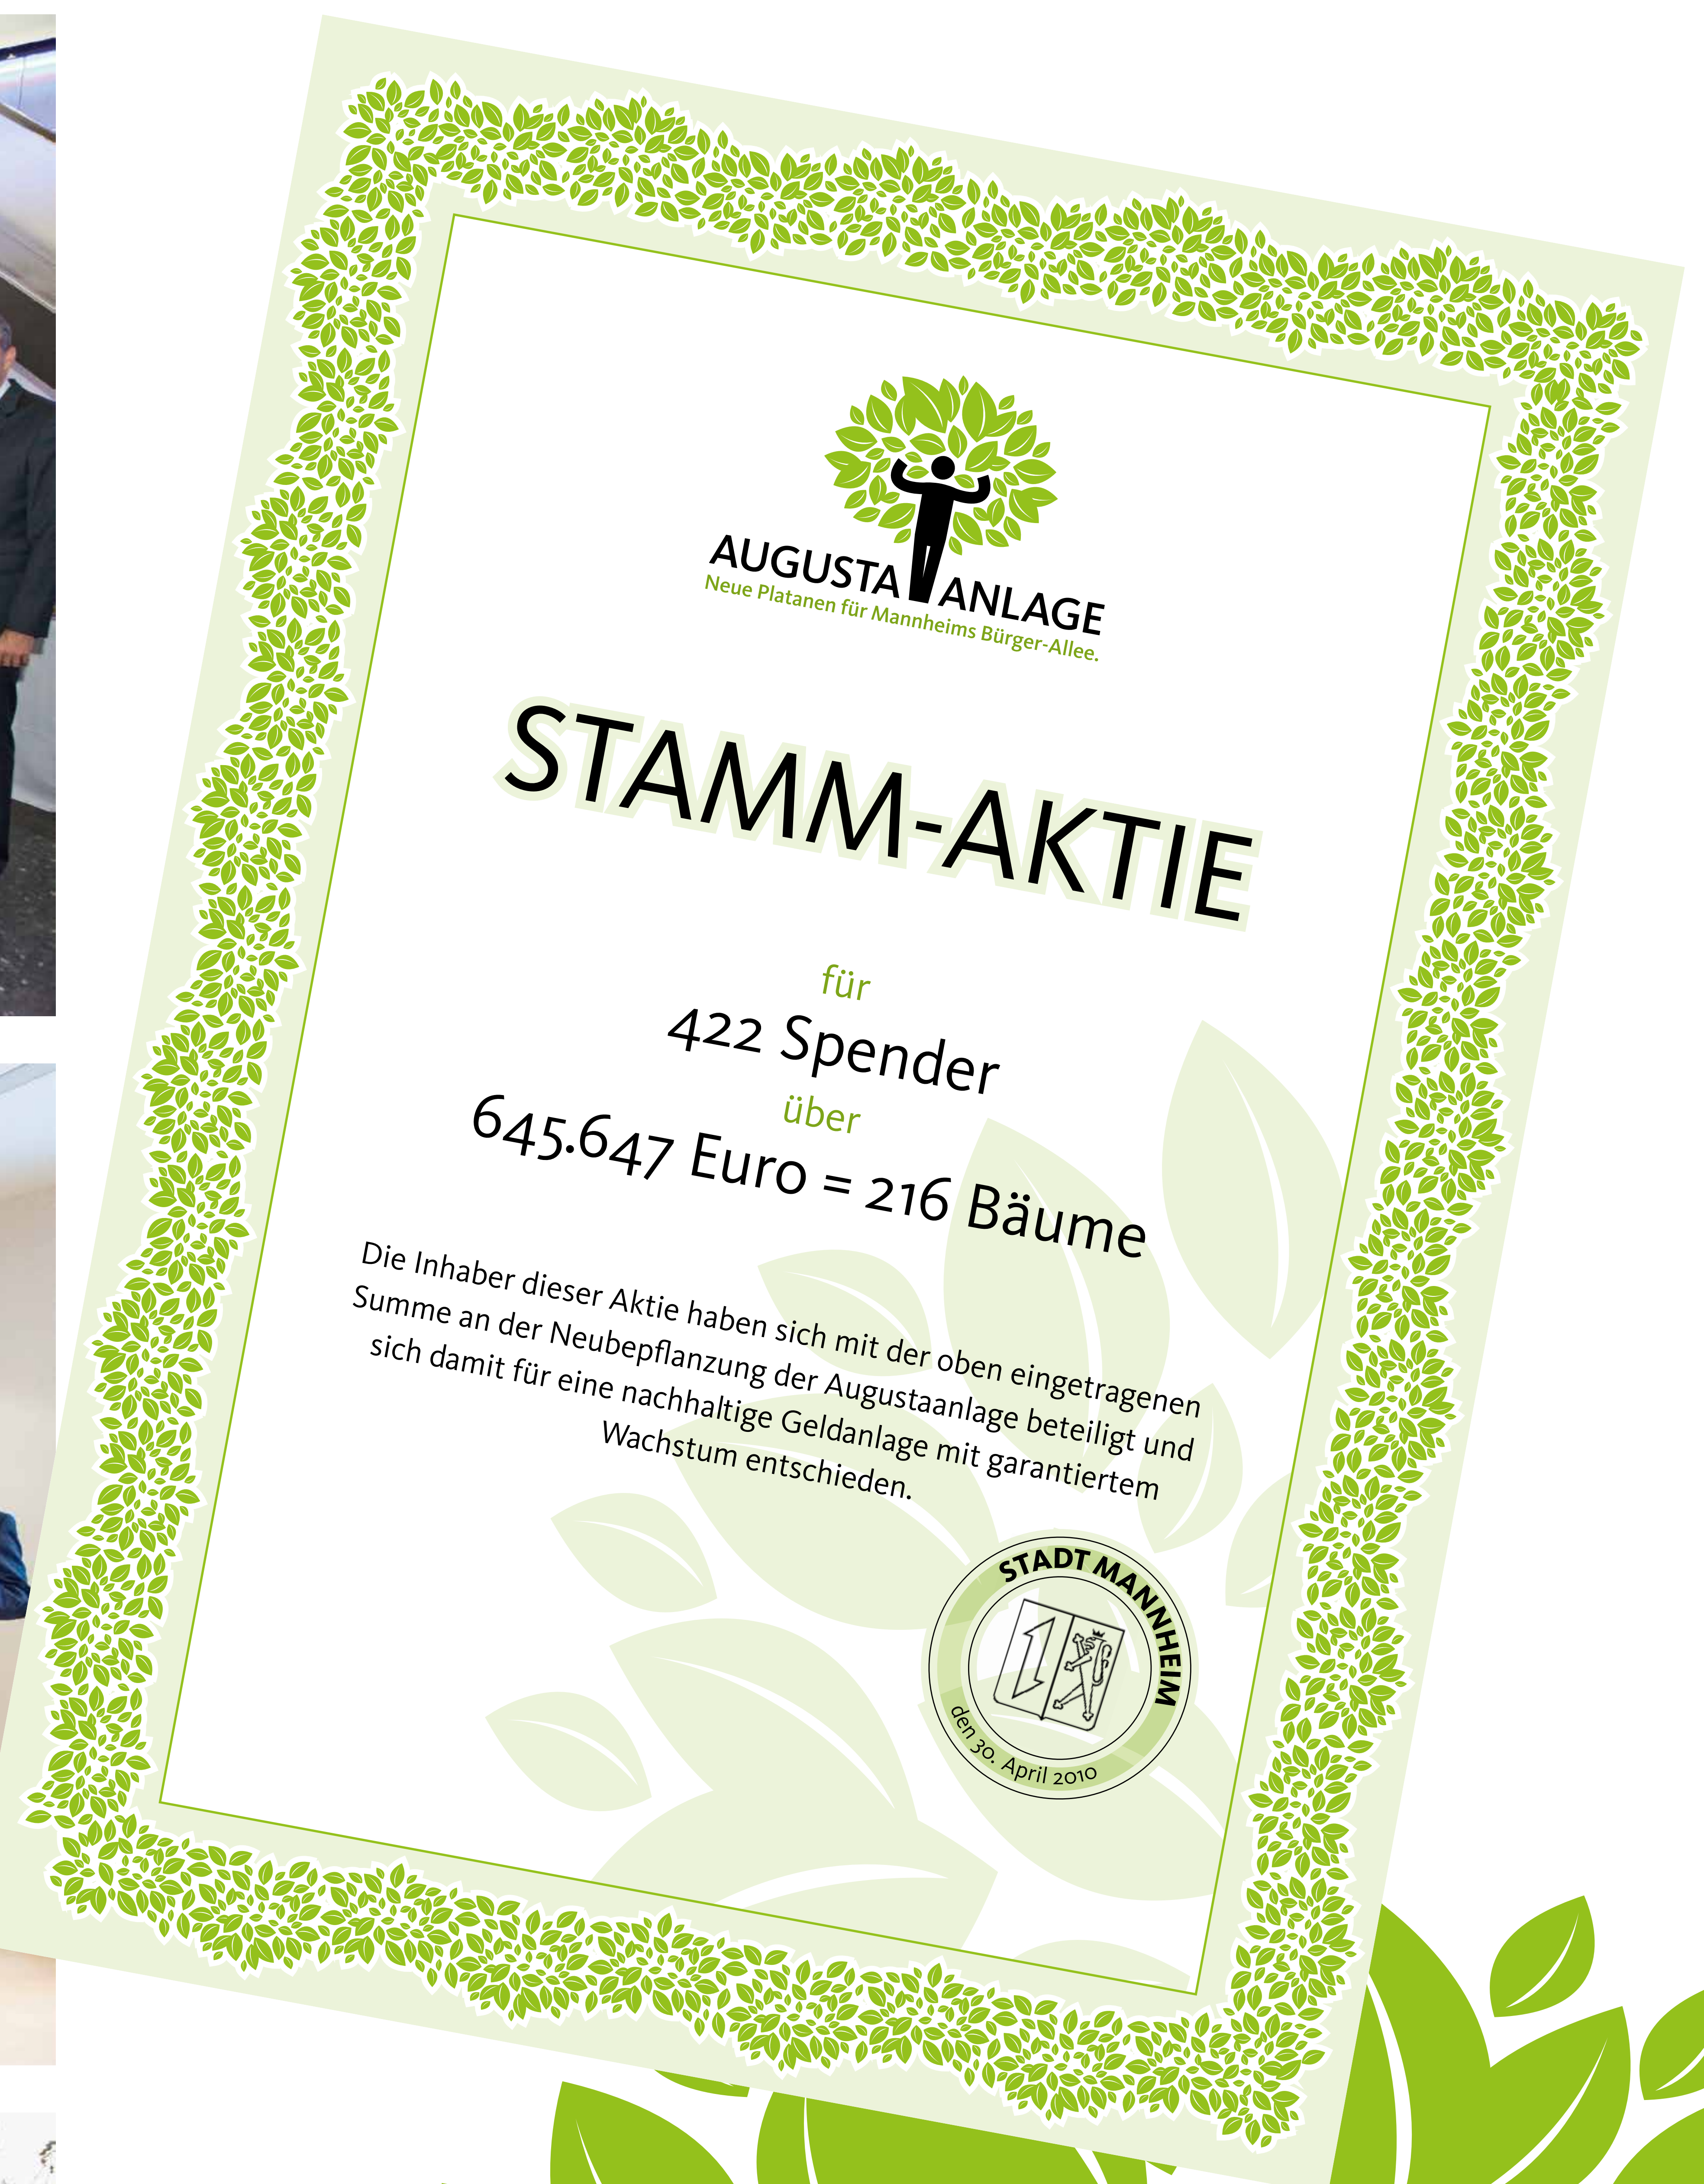 AUGUSTA ANLAGE
Neue Platanen für Mannheims Bürger-Allee.
STAMM-AKTIE
für
422 Spender
über
645.647 Euro = 216 Bäume
Die Inhaber dieser Aktie haben sich mit der oben eingetragenen
Summe an der Neubepflanzung der Augustaanlage beteiligt und
sich damit für eine nachhaltige Geldanlage mit garantiertem
Wachstum entschieden.
STADT MANNHEIM
den 30. April 2010